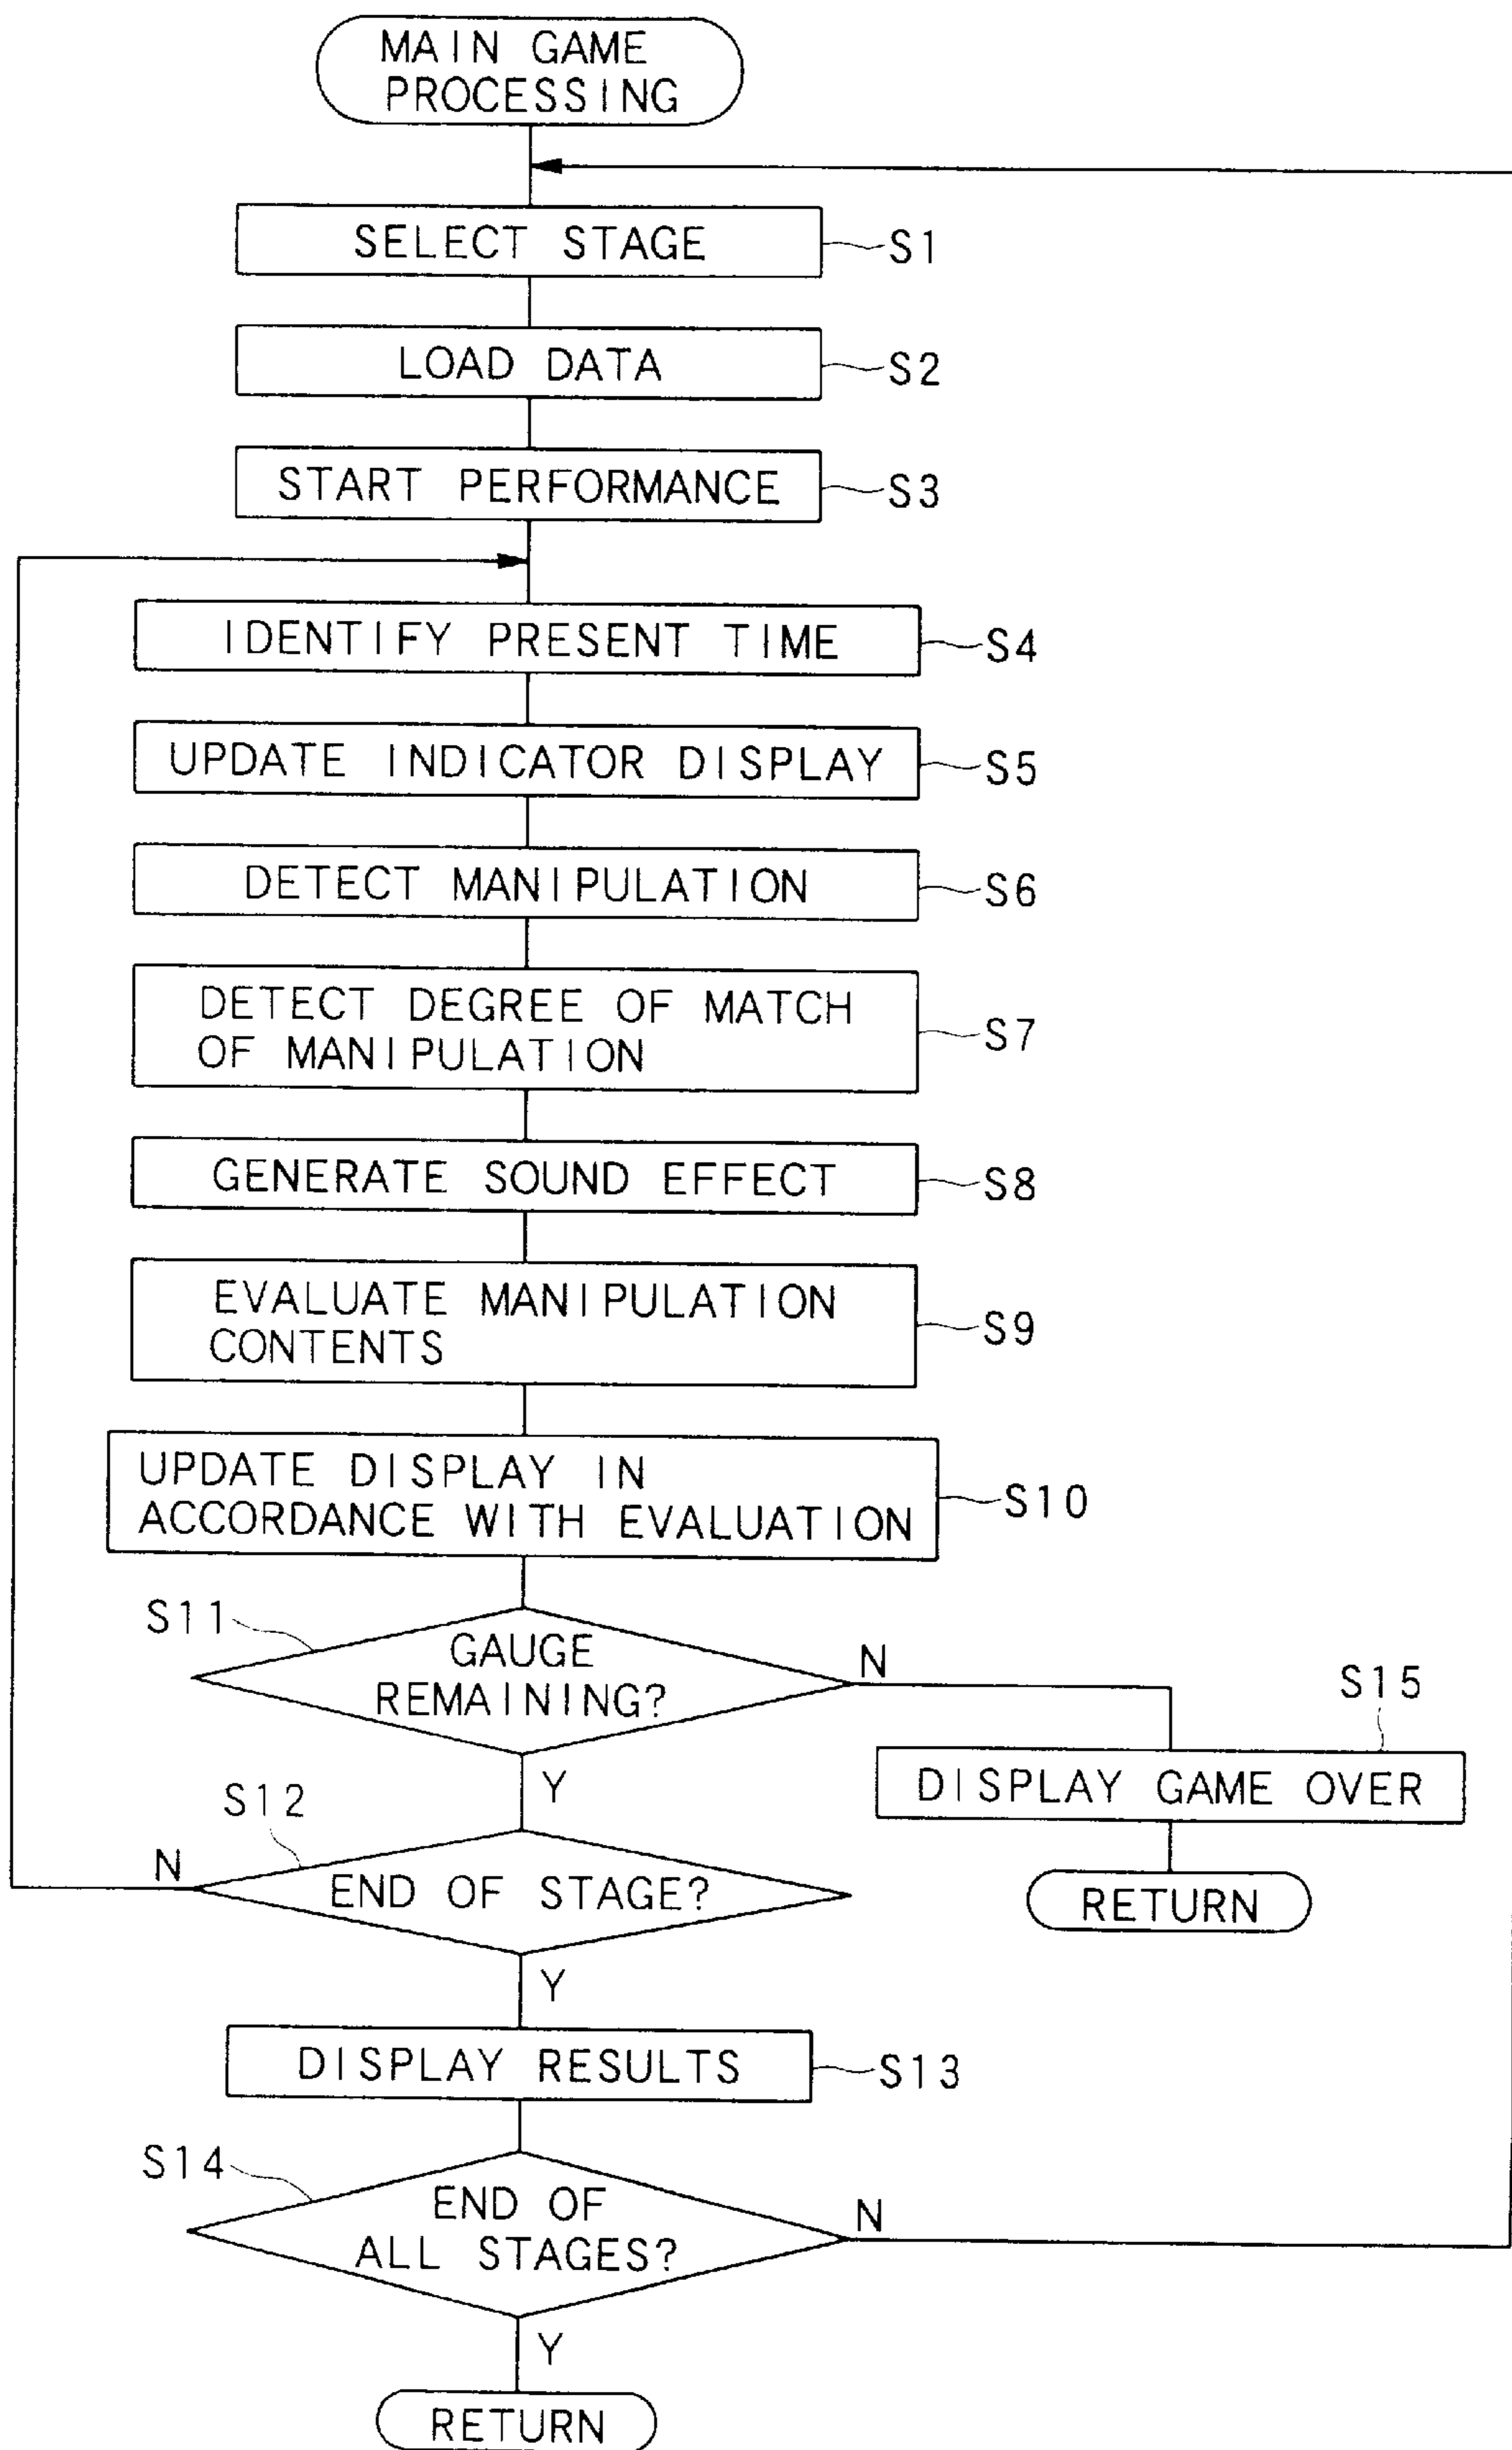 MAIN GAME
PROCESSING
SELECT STAGE
S1
LOAD DATA
S2
START PERFORMANCE
S3
IDENTIFY PRESENT TIME
S4
UPDATE INDICATOR DISPLAY
S5
DETECT MANIPULATION
S6
DETECT DEGREE OF MATCH
OF MANIPULATION
S7
GENERATE SOUND EFFECT
S8
EVALUATE MANIPULATION
CONTENTS
S9
UPDATE DISPLAY IN
ACCORDANCE WITH EVALUATION
S10
S11
GAUGE
REMAINING?
N
Y
S15
DISPLAY GAME OVER
RETURN
S12
N
END OF STAGE?
Y
DISPLAY RESULTS
S13
S14
END OF
ALL STAGES?
N
Y
RETURN